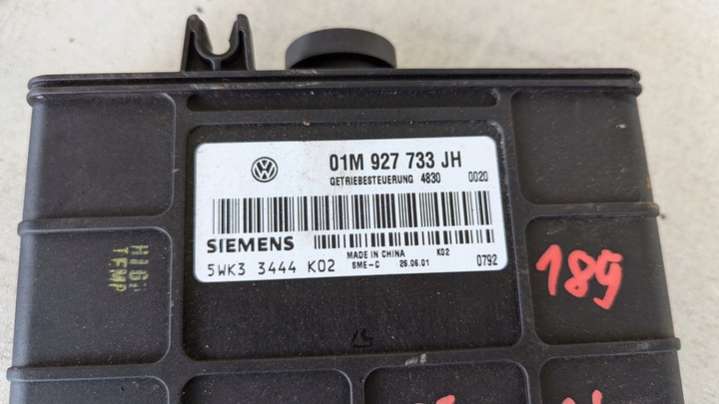 01M 927 733 JH
GETRIEBESTEUERUNG 4830 0020
SIEMENS
MADE IN CHINA K02
5WK3 3444 K02 SME-C 26.06.01 0792
HIGH
TEMP
189